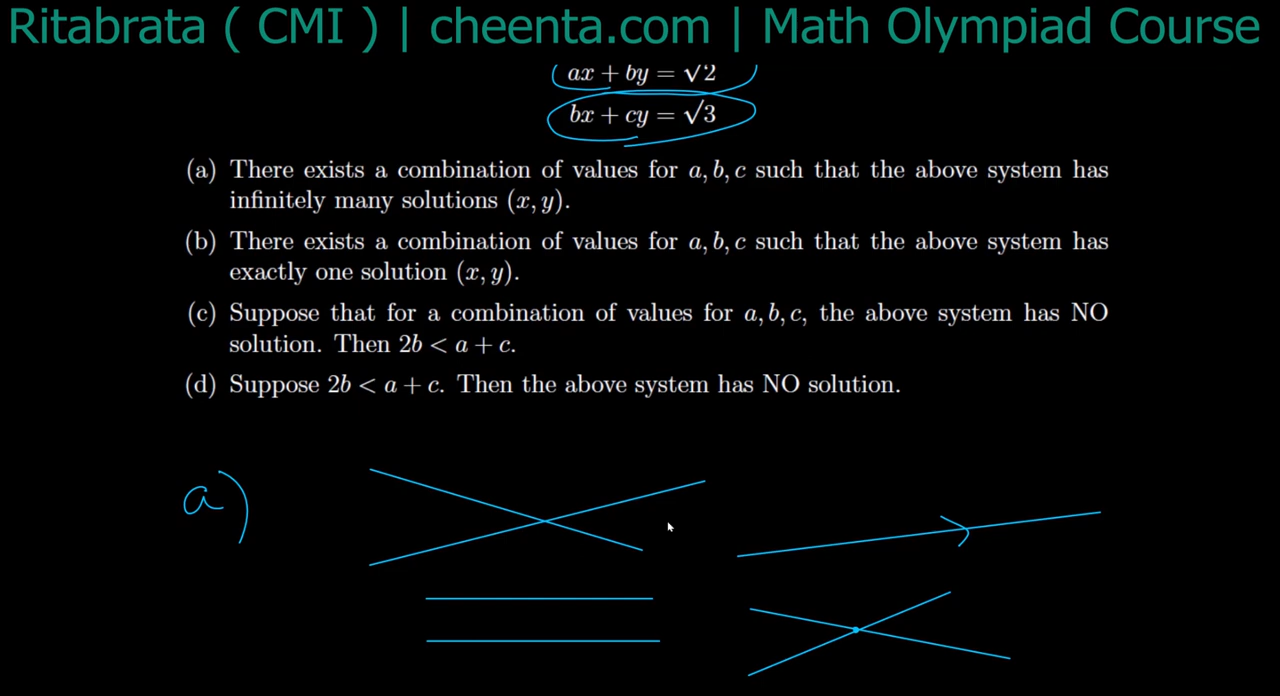 Ritabrata ( CMI ) | cheenta.com | Math Olympiad Course
ax + by = √2
bx + cy = √3
(a) There exists a combination of values for a, b, c such that the above system has
infinitely many solutions (x, y).
(b) There exists a combination of values for a, b, c such that the above system has
exactly one solution (x, y).
(c) Suppose that for a combination of values for a, b, c, the above system has NO
solution. Then 2b < a + c.
(d) Suppose 2b < a + c. Then the above system has NO solution.
a)